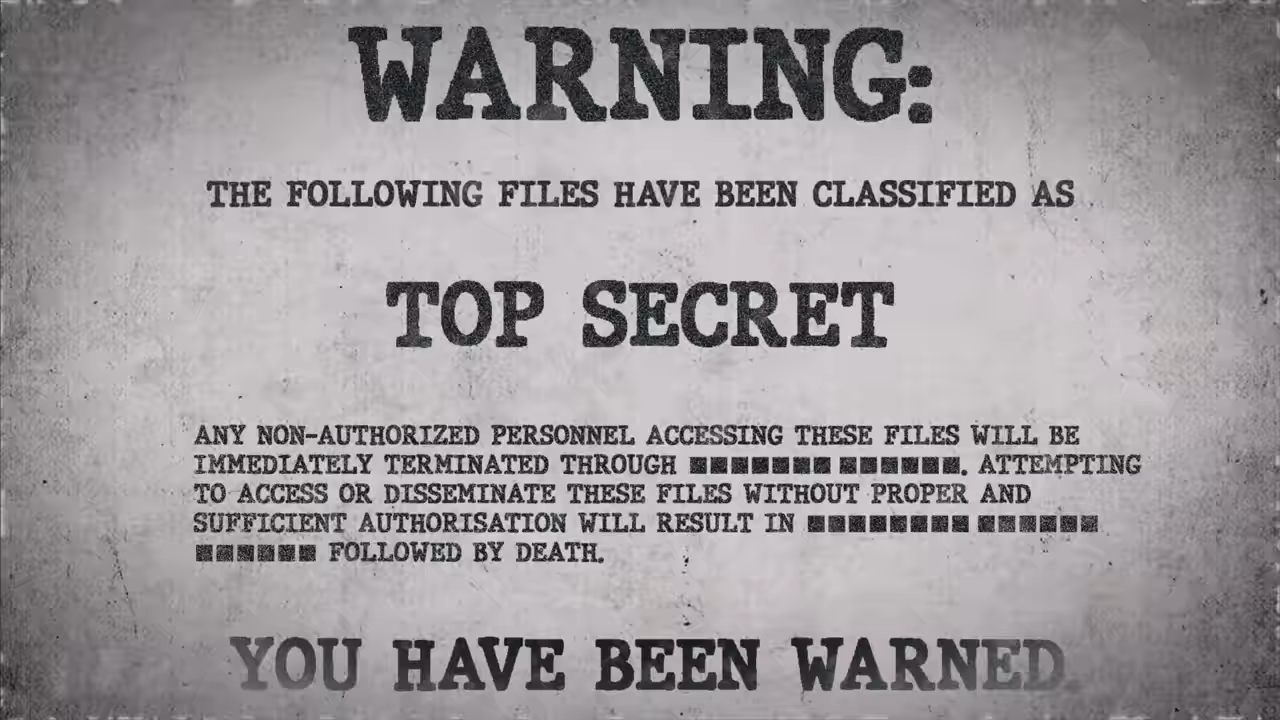 WARNING:
THE FOLLOWING FILES HAVE BEEN CLASSIFIED AS
TOP SECRET
ANY NON-AUTHORIZED PERSONNEL ACCESSING THESE FILES WILL BE
IMMEDIATELY TERMINATED THROUGH ■■■■■■■ ■■■■■■. ATTEMPTING
TO ACCESS OR DISSEMINATE THESE FILES WITHOUT PROPER AND
SUFFICIENT AUTHORISATION WILL RESULT IN ■■■■■■■■ ■■■■■■
■■■■■■ FOLLOWED BY DEATH.
YOU HAVE BEEN WARNED.